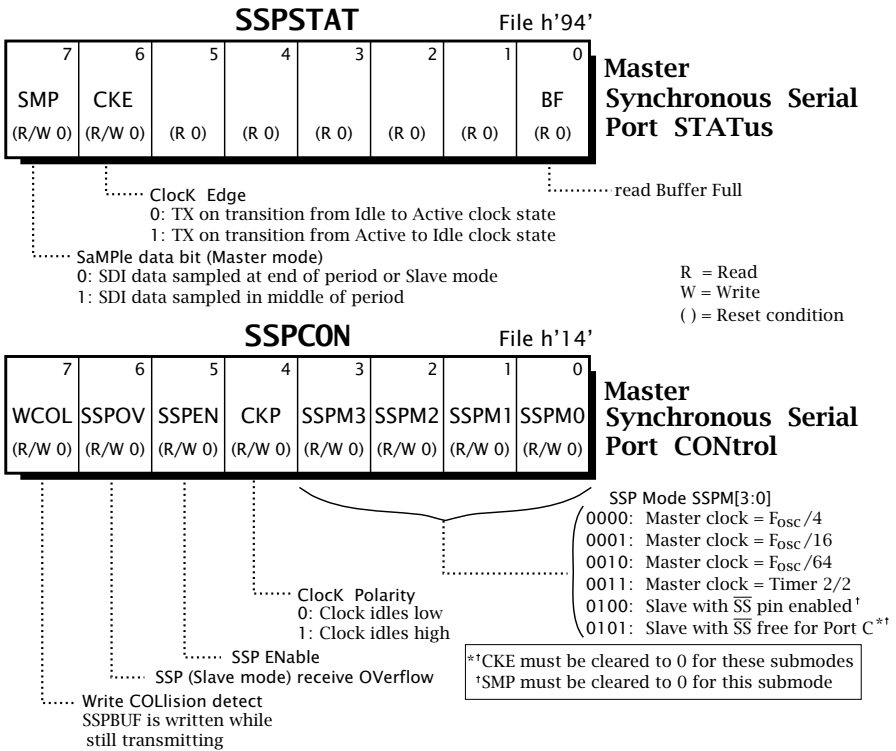 SSPSTAT File h'94'
7 6 5 4 3 2 1 0
SMP CKE BF
(R/W 0) (R/W 0) (R 0) (R 0) (R 0) (R 0) (R 0) (R 0)
Master
Synchronous Serial
Port STATus
read Buffer Full
ClocK Edge
0: TX on transition from Idle to Active clock state
1: TX on transition from Active to Idle clock state
SaMPle data bit (Master mode)
0: SDI data sampled at end of period or Slave mode
1: SDI data sampled in middle of period
R = Read
W = Write
( ) = Reset condition
SSPCON File h'14'
7 6 5 4 3 2 1 0
WCOL SSPOV SSPEN CKP SSPM3 SSPM2 SSPM1 SSPM0
(R/W 0) (R/W 0) (R/W 0) (R/W 0) (R/W 0) (R/W 0) (R/W 0) (R/W 0)
Master
Synchronous Serial
Port CONtrol
SSP Mode SSPM[3:0]
0000: Master clock = Fosc/4
0001: Master clock = Fosc/16
0010: Master clock = Fosc/64
0011: Master clock = Timer 2/2
0100: Slave with S̅S̅ pin enabled†
0101: Slave with S̅S̅ free for Port C*†
ClocK Polarity
0: Clock idles low
1: Clock idles high
SSP ENable
SSP (Slave mode) receive OVerflow
Write COLlision detect
SSPBUF is written while
still transmitting
*†CKE must be cleared to 0 for these submodes
†SMP must be cleared to 0 for this submode